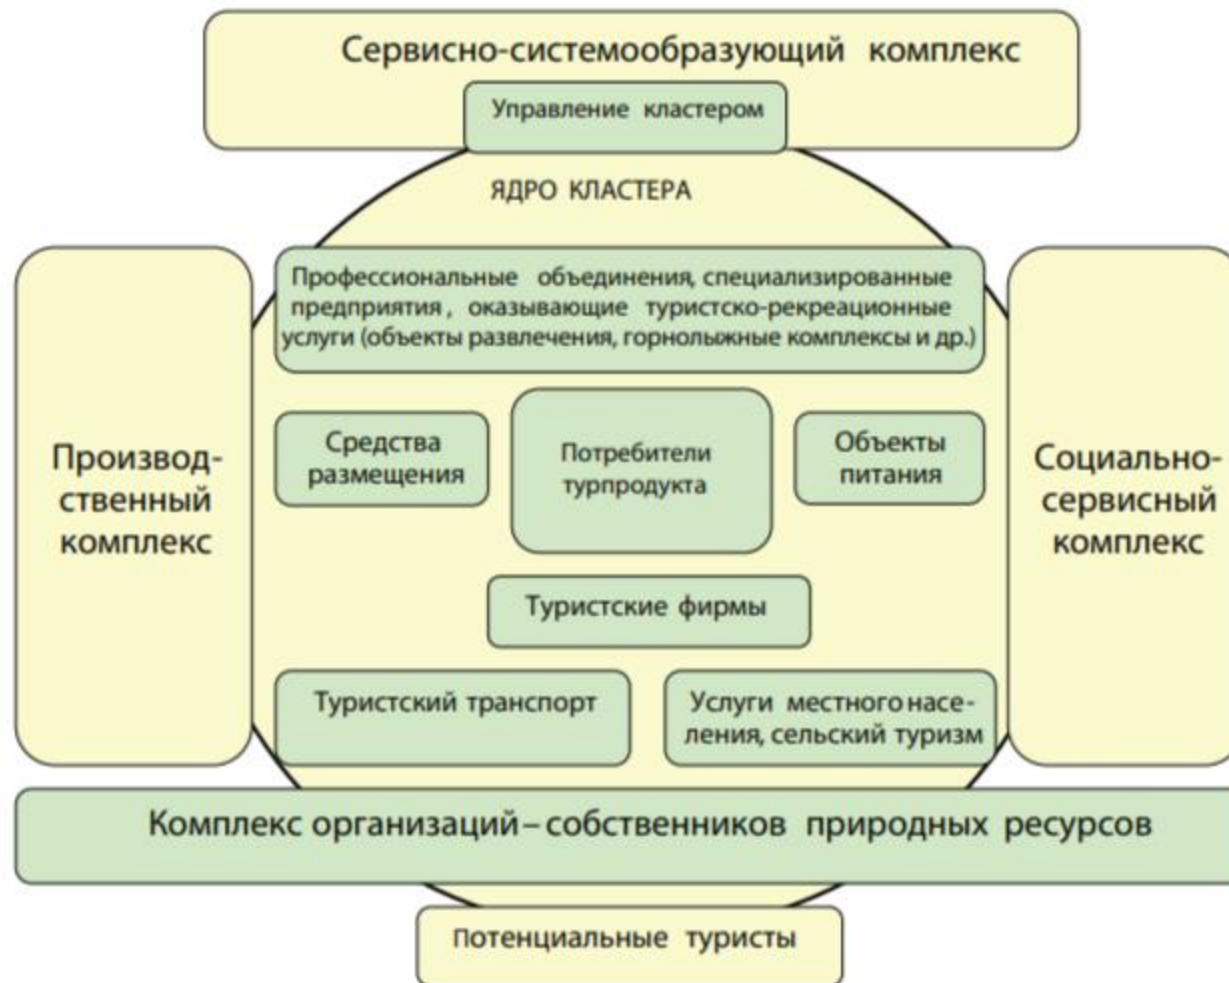 Сервисно-системообразующий комплекс
Управление кластером
ЯДРО КЛАСТЕРА
Профессиональные объединения, специализированные
предприятия, оказывающие туристско-рекреационные
услуги (объекты развлечения, горнолыжные комплексы и др.)
Производ-
ственный
комплекс
Средства
размещения
Потребители
турпродукта
Объекты
питания
Социально-
сервисный
комплекс
Туристские фирмы
Туристский транспорт
Услуги местного насе-
ления, сельский туризм
Комплекс организаций – собственников природных ресурсов
Потенциальные туристы